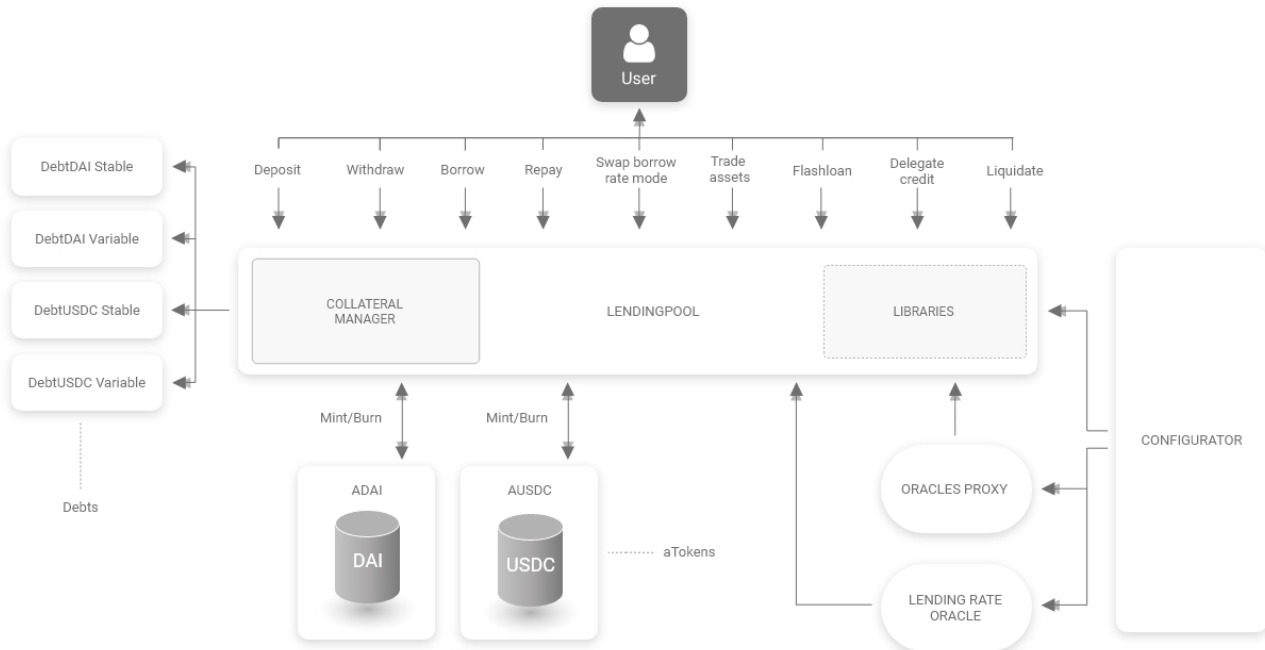 User
Deposit
Withdraw
Borrow
Repay
Swap borrow
rate mode
Trade
assets
Flashloan
Delegate
credit
Liquidate
DebtDAI Stable
DebtDAI Variable
DebtUSDC Stable
DebtUSDC Variable
Debts
COLLATERAL
MANAGER
LENDINGPOOL
LIBRARIES
Mint/Burn
Mint/Burn
ADAI
DAI
AUSDC
USDC
aTokens
ORACLES PROXY
LENDING RATE
ORACLE
CONFIGURATOR